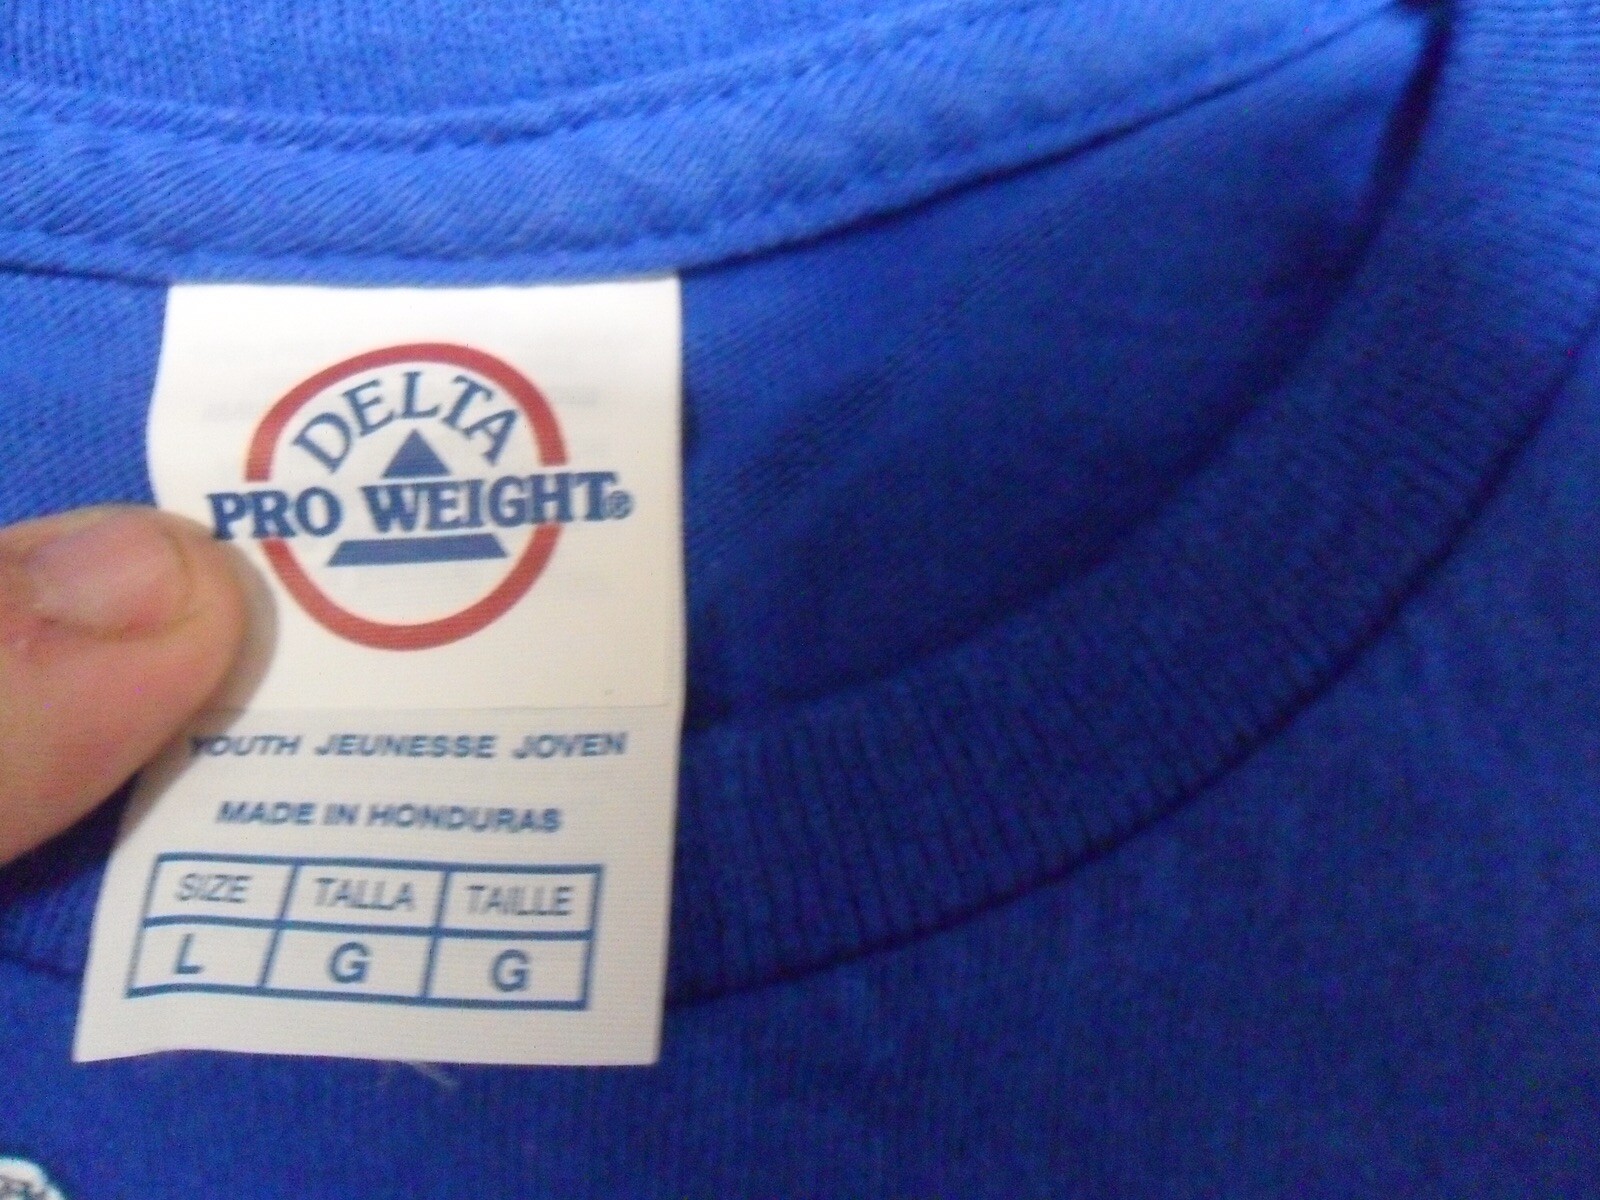 DELTA
PRO WEIGHT®
YOUTH JEUNESSE JOVEN
MADE IN HONDURAS
SIZE TALLA TAILLE
L G G